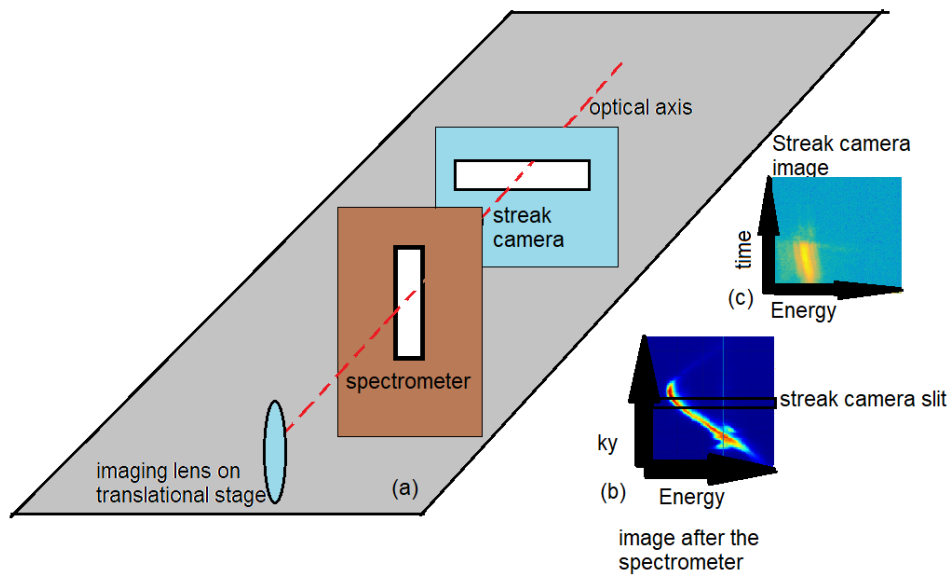 optical axis
Streak camera
image
streak
camera
time
(c)
Energy
spectrometer
streak camera slit
ky
imaging lens on
translational stage
(a)
(b)
Energy
image after the
spectrometer